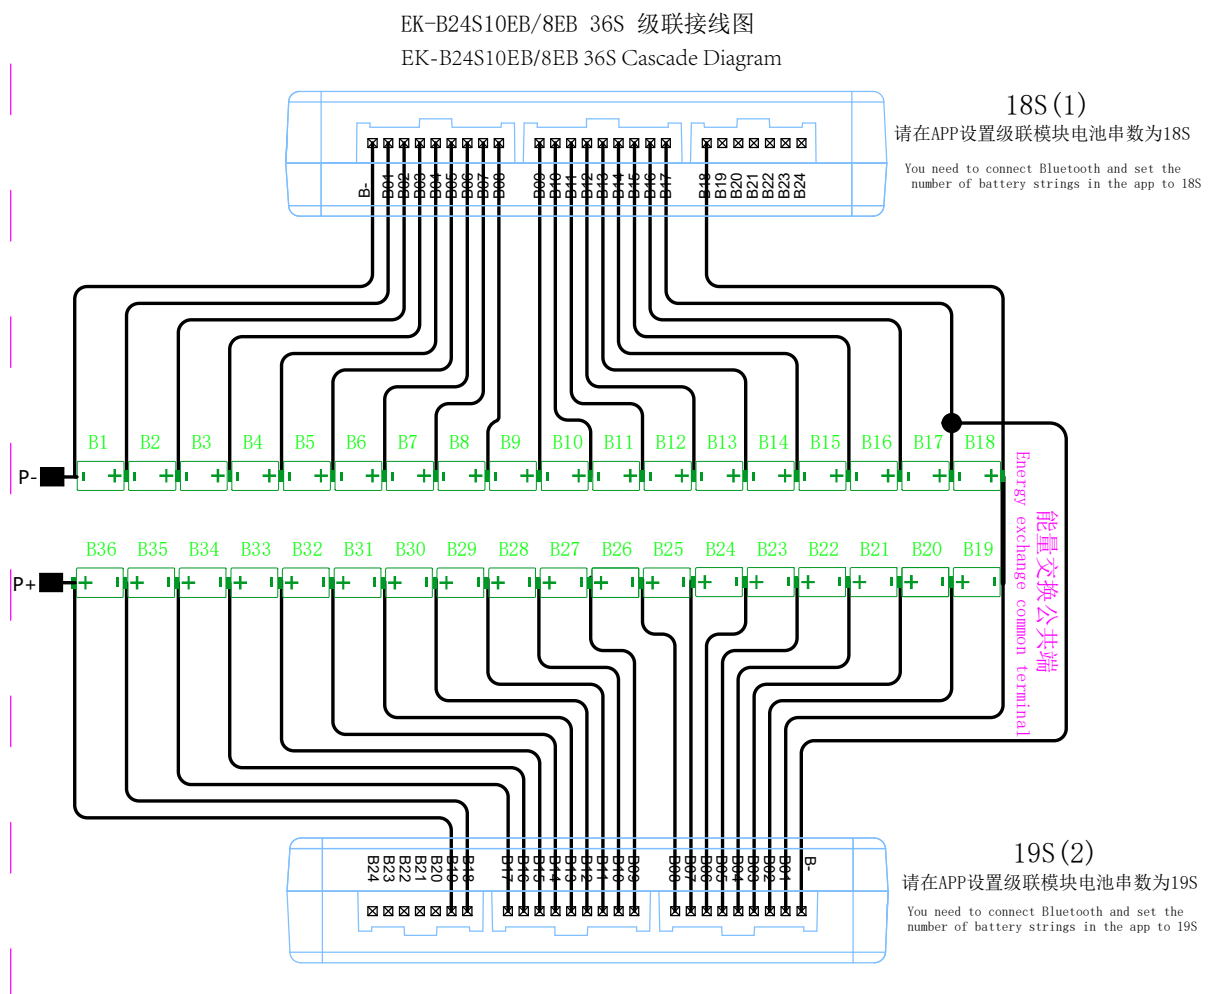 EK-B24S10EB/8EB 36S 级联接线图
EK-B24S10EB/8EB 36S Cascade Diagram
18S(1)
请在APP设置级联模块电池串数为18S
You need to connect Bluetooth and set the
number of battery strings in the app to 18S
B- B01 B02 B03 B04 B05 B06 B07 B08 B09 B10 B11 B12 B13 B14 B15 B16 B17 B18 B19 B20 B21 B22 B23 B24
B1 B2 B3 B4 B5 B6 B7 B8 B9 B10 B11 B12 B13 B14 B15 B16 B17 B18
P-
B36 B35 B34 B33 B32 B31 B30 B29 B28 B27 B26 B25 B24 B23 B22 B21 B20 B19
P+
能量交换公共端
Energy exchange common terminal
B24 B23 B22 B21 B20 B19 B18 B17 B16 B15 B14 B13 B12 B11 B10 B09 B08 B07 B06 B05 B04 B03 B02 B01 B-
19S(2)
请在APP设置级联模块电池串数为19S
You need to connect Bluetooth and set the
number of battery strings in the app to 19S